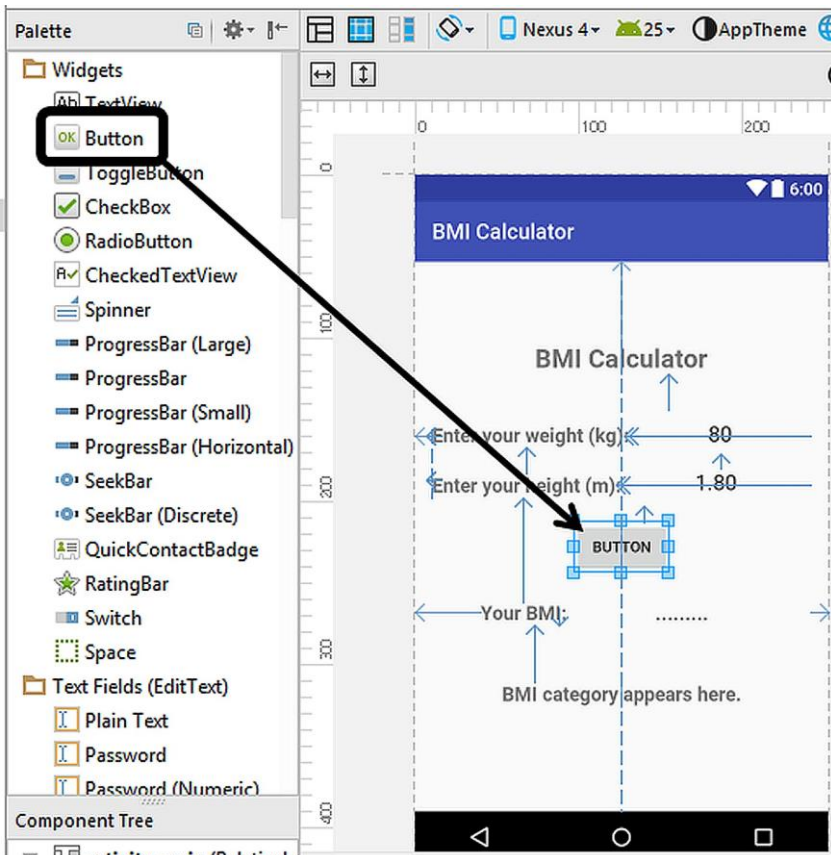 Palette
Nexus 4
25
AppTheme
Widgets
Ab TextView
OK Button
ToggleButton
CheckBox
RadioButton
A CheckedTextView
Spinner
ProgressBar (Large)
ProgressBar
ProgressBar (Small)
ProgressBar (Horizontal)
SeekBar
SeekBar (Discrete)
QuickContactBadge
RatingBar
Switch
Space
Text Fields (EditText)
Plain Text
Password
Password (Numeric)
Component Tree
0
100
200
0
100
200
300
400
6:00
BMI Calculator
BMI Calculator
Enter your weight (kg):
80
Enter your height (m):
1.80
BUTTON
Your BMI:
.........
BMI category appears here.